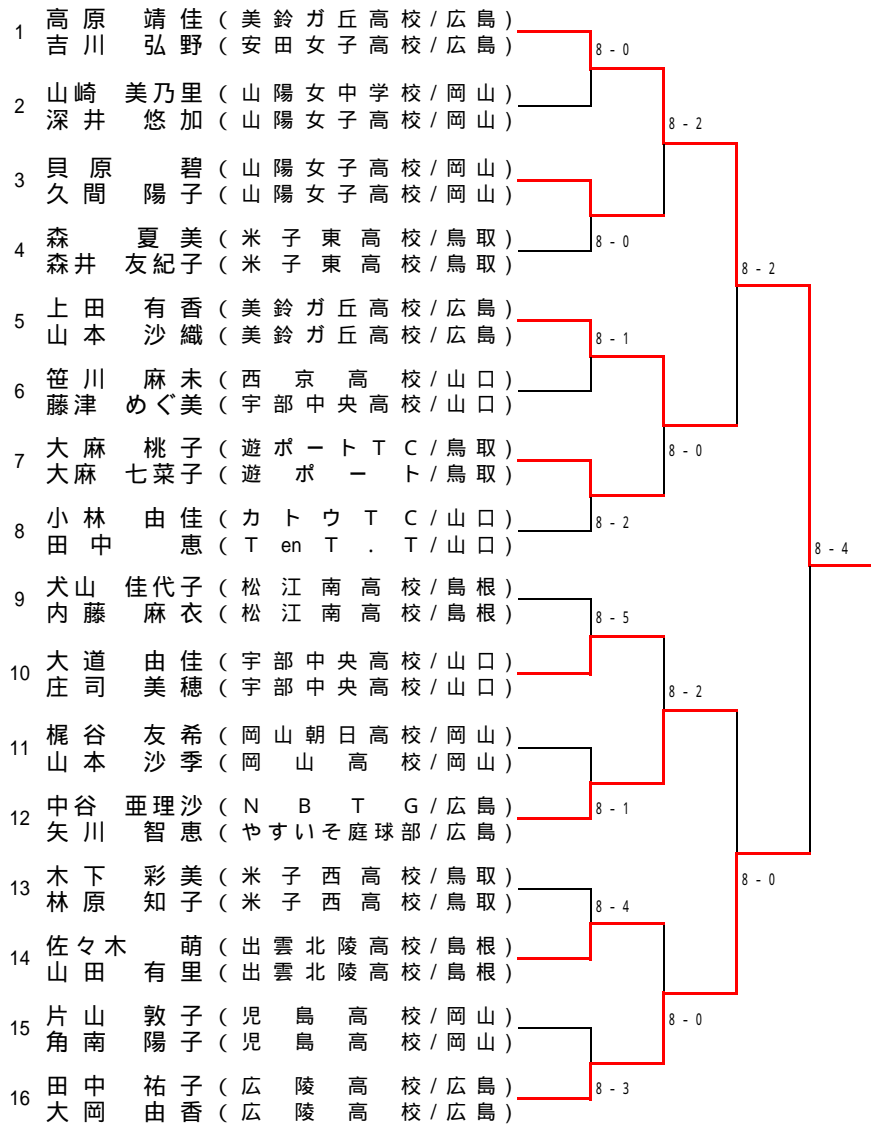 1 高原 靖佳 (美鈴ガ丘高校/広島)
吉川 弘野 (安田女子高校/広島)
8-0
2 山崎 美乃里 (山陽女中学校/岡山)
深井 悠加 (山陽女子高校/岡山)
8-2
3 貝原 碧 (山陽女子高校/岡山)
久間 陽子 (山陽女子高校/岡山)
8-0
4 森 夏美 (米子東高校/鳥取)
森井 友紀子 (米子東高校/鳥取)
8-2
5 上田 有香 (美鈴ガ丘高校/広島)
山本 沙織 (美鈴ガ丘高校/広島)
8-1
6 笹川 麻未 (西京高校/山口)
藤津 めぐ美 (宇部中央高校/山口)
8-0
7 大麻 桃子 (遊ポートTC/鳥取)
大麻 七菜子 (遊ポート/鳥取)
8-2
8 小林 由佳 (カトウTC/山口)
田中 恵 (TenT.T/山口)
8-4
9 犬山 佳代子 (松江南高校/島根)
内藤 麻衣 (松江南高校/島根)
8-5
10 大道 由佳 (宇部中央高校/山口)
庄司 美穂 (宇部中央高校/山口)
8-2
11 梶谷 友希 (岡山朝日高校/岡山)
山本 沙季 (岡山高校/岡山)
8-1
12 中谷 亜理沙 (NBTG/広島)
矢川 智恵 (やすいそ庭球部/広島)
8-0
13 木下 彩美 (米子西高校/鳥取)
林原 知子 (米子西高校/鳥取)
8-4
14 佐々木 萌 (出雲北陵高校/島根)
山田 有里 (出雲北陵高校/島根)
8-0
15 片山 敦子 (児島高校/岡山)
角南 陽子 (児島高校/岡山)
8-3
16 田中 祐子 (広陵高校/広島)
大岡 由香 (広陵高校/広島)